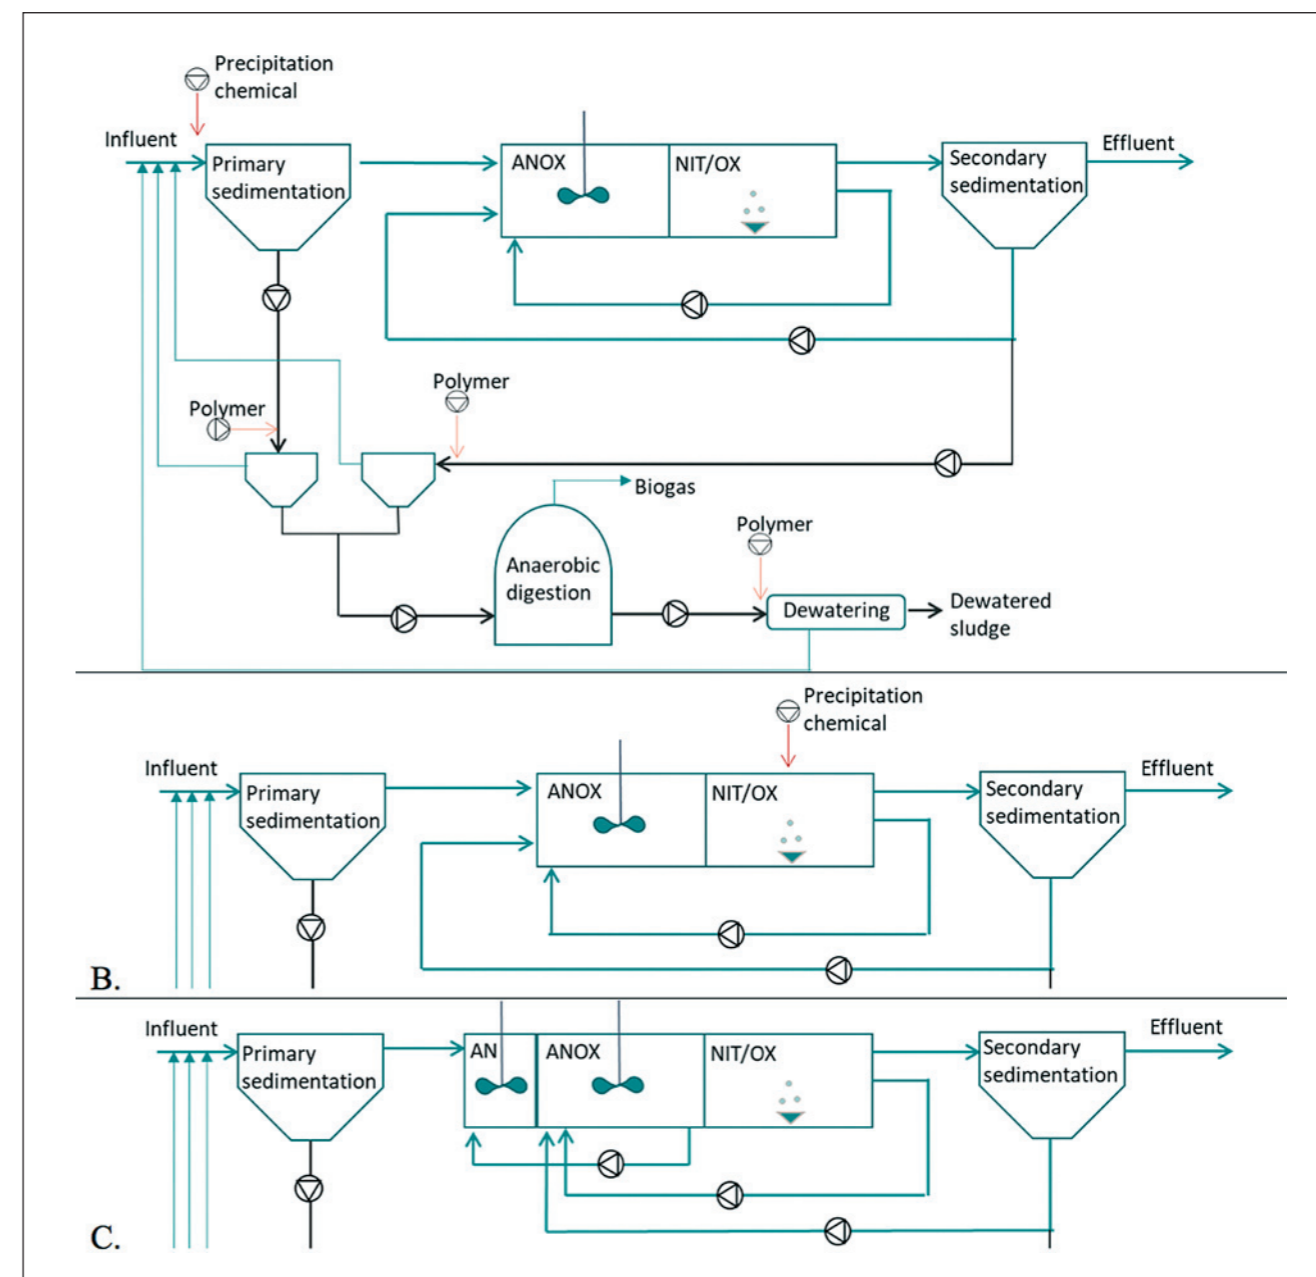 Precipitation
chemical
Influent
Primary
sedimentation
ANOX
NIT/OX
Secondary
sedimentation
Effluent
Polymer
Polymer
Biogas
Anaerobic
digestion
Polymer
Dewatering
Dewatered
sludge
Precipitation
chemical
Influent
Primary
sedimentation
ANOX
NIT/OX
Secondary
sedimentation
Effluent
B.
Influent
Primary
sedimentation
AN
ANOX
NIT/OX
Secondary
sedimentation
Effluent
C.